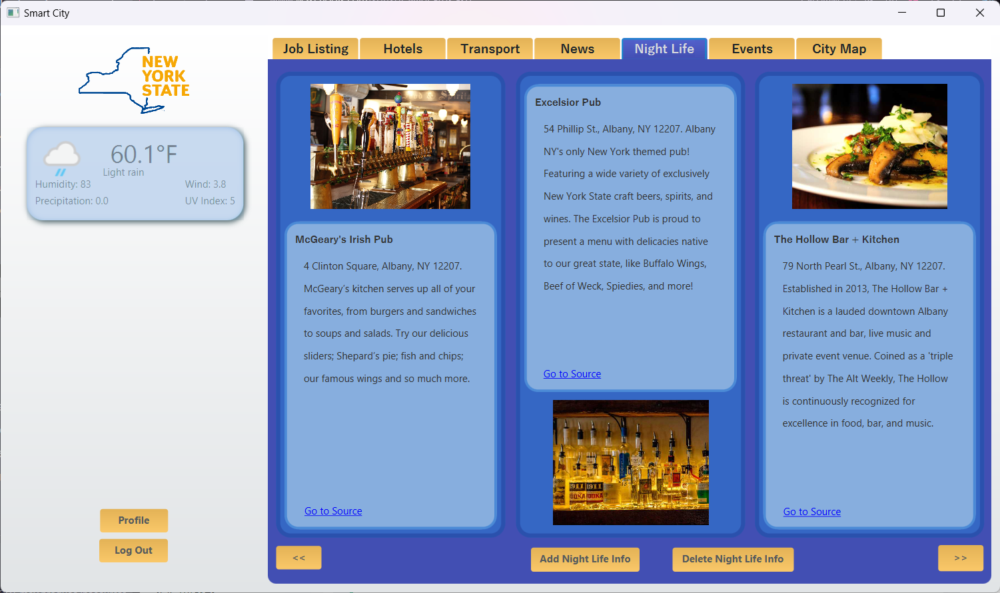 Smart City
Job Listing
Hotels
Transport
News
Night Life
Events
City Map
NEW
YORK
STATE
60.1°F
Light rain
Humidity: 83
Wind: 3.8
Precipitation: 0.0
UV Index: 5
Profile
Log Out
McGeary's Irish Pub
4 Clinton Square, Albany, NY 12207.
McGeary's kitchen serves up all of your
favorites, from burgers and sandwiches
to soups and salads. Try our delicious
sliders; Shepard's pie; fish and chips;
our famous wings and so much more.
Go to Source
Excelsior Pub
54 Phillip St., Albany, NY 12207. Albany
NY's only New York themed pub!
Featuring a wide variety of exclusively
New York State craft beers, spirits, and
wines. The Excelsior Pub is proud to
present a menu with delicacies native
to our great state, like Buffalo Wings,
Beef of Weck, Spiedies, and more!
Go to Source
911
911
VODKA
The Hollow Bar + Kitchen
79 North Pearl St., Albany, NY 12207.
Established in 2013, The Hollow Bar +
Kitchen is a lauded downtown Albany
restaurant and bar, live music and
private event venue. Coined as a 'triple
threat' by The Alt Weekly, The Hollow
is continuously recognized for
excellence in food, bar, and music.
Go to Source
<<
Add Night Life Info
Delete Night Life Info
>>